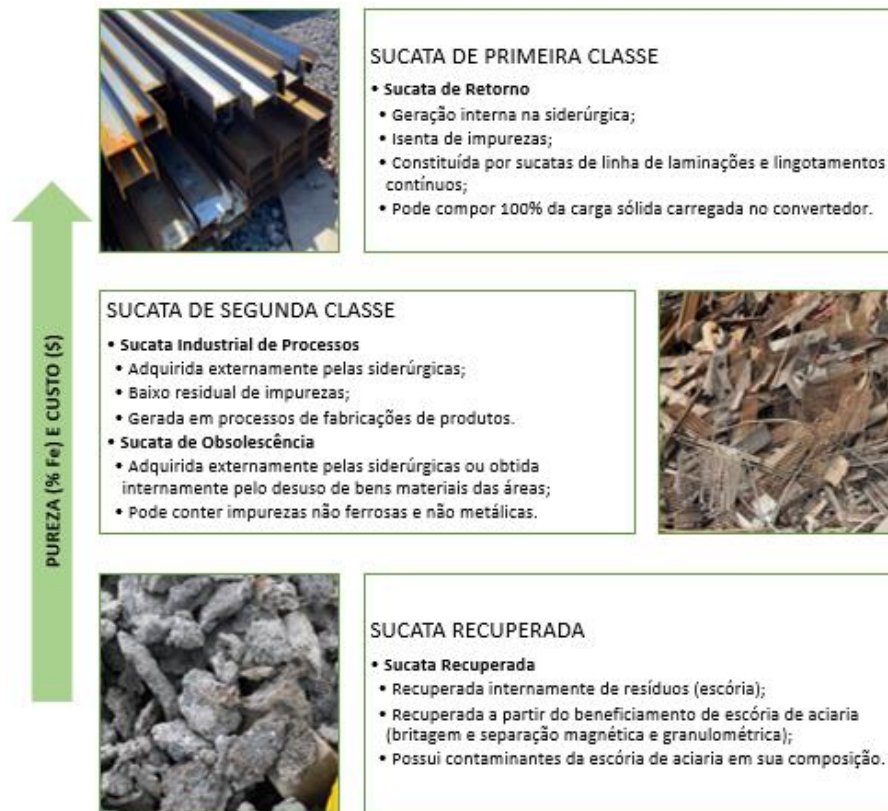 SUCATA DE PRIMEIRA CLASSE
• Sucata de Retorno
• Geração interna na siderúrgica;
• Isenta de impurezas;
• Constituída por sucatas de linha de laminações e lingotamentos
contínuos;
• Pode compor 100% da carga sólida carregada no convertedor.
PUREZA (% Fe) E CUSTO ($)
SUCATA DE SEGUNDA CLASSE
• Sucata Industrial de Processos
• Adquirida externamente pelas siderúrgicas;
• Baixo residual de impurezas;
• Gerada em processos de fabricações de produtos.
• Sucata de Obsolescência
• Adquirida externamente pelas siderúrgicas ou obtida
internamente pelo desuso de bens materiais das áreas;
• Pode conter impurezas não ferrosas e não metálicas.
SUCATA RECUPERADA
• Sucata Recuperada
• Recuperada internamente de resíduos (escória);
• Recuperada a partir do beneficiamento de escória de aciaria
(britagem e separação magnética e granulométrica);
• Possui contaminantes da escória de aciaria em sua composição.